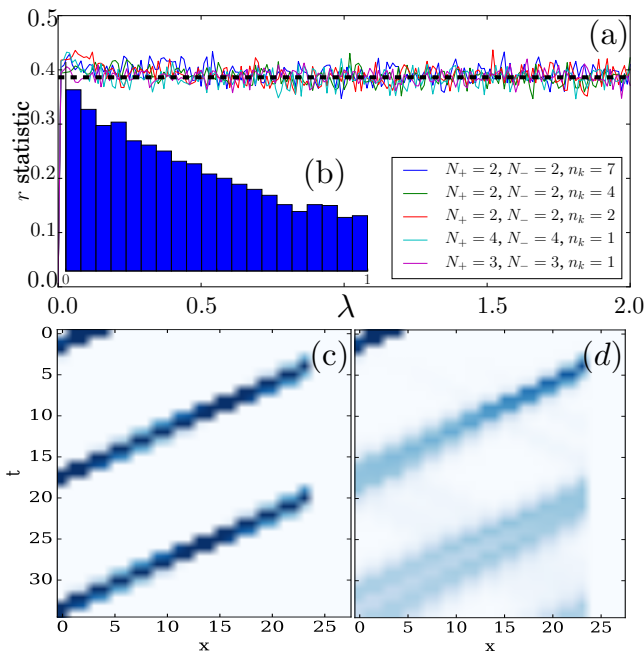 0.5
0.4
0.3
0.2
0.1
0.0
r statistic
(a)
(b)
N₊ = 2, N₋ = 2, nₖ = 7
N₊ = 2, N₋ = 2, nₖ = 4
N₊ = 2, N₋ = 2, nₖ = 2
N₊ = 4, N₋ = 4, nₖ = 1
N₊ = 3, N₋ = 3, nₖ = 1
0 1
0.0 0.5 λ 1.5 2.0
(c)
(d)
0
5
10
15
20
25
30
t
0 5 10 15 20 25
x
0 5 10 15 20 25
x